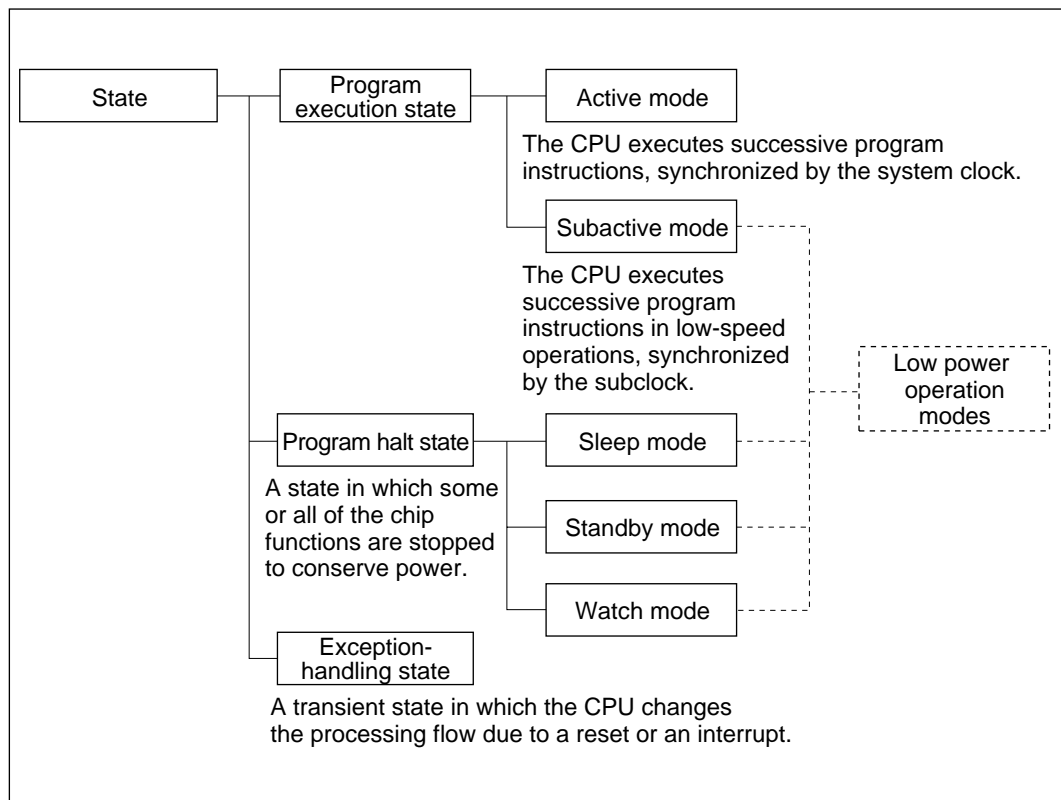 State
Program
execution state
Active mode
The CPU executes successive program
instructions, synchronized by the system clock.
Subactive mode
The CPU executes
successive program
instructions in low-speed
operations, synchronized
by the subclock.
Low power
operation
modes
Program halt state
A state in which some
or all of the chip
functions are stopped
to conserve power.
Sleep mode
Standby mode
Watch mode
Exception-
handling state
A transient state in which the CPU changes
the processing flow due to a reset or an interrupt.